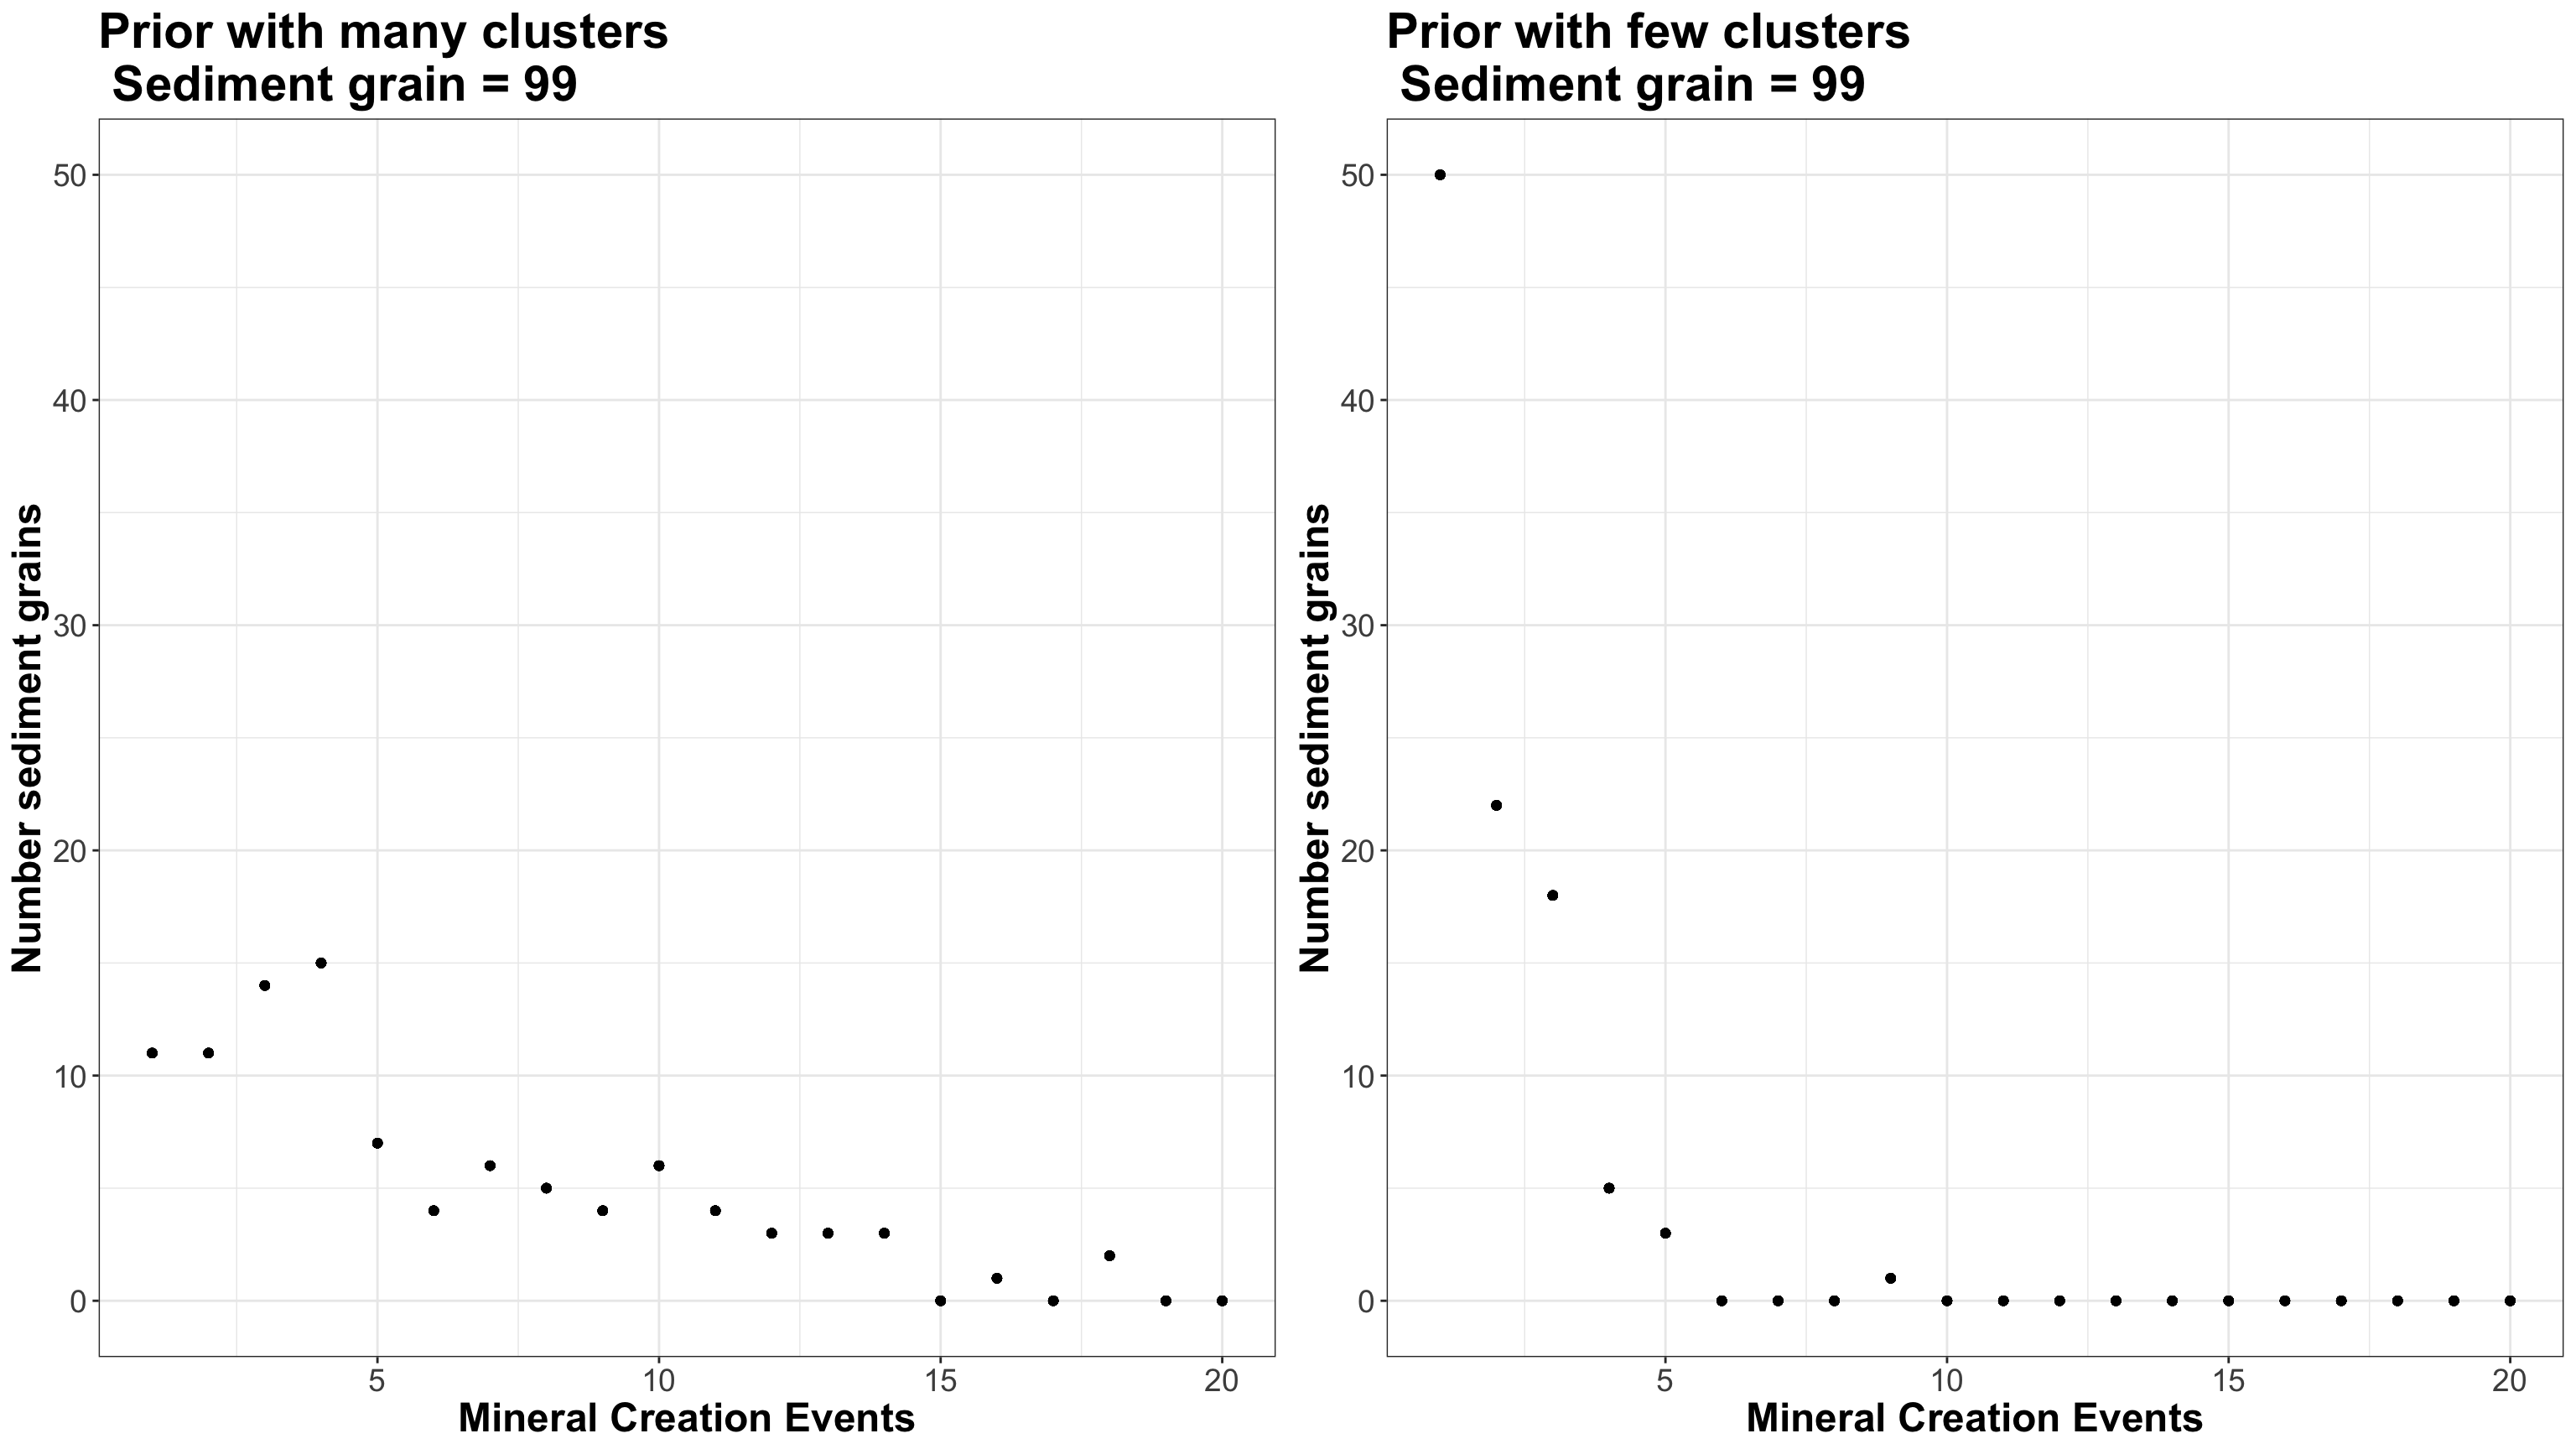 Prior with many clusters
Sediment grain = 99
Number sediment grains
50
40
30
20
10
0
5
10
15
20
Mineral Creation Events
Prior with few clusters
Sediment grain = 99
Number sediment grains
50
40
30
20
10
0
5
10
15
20
Mineral Creation Events